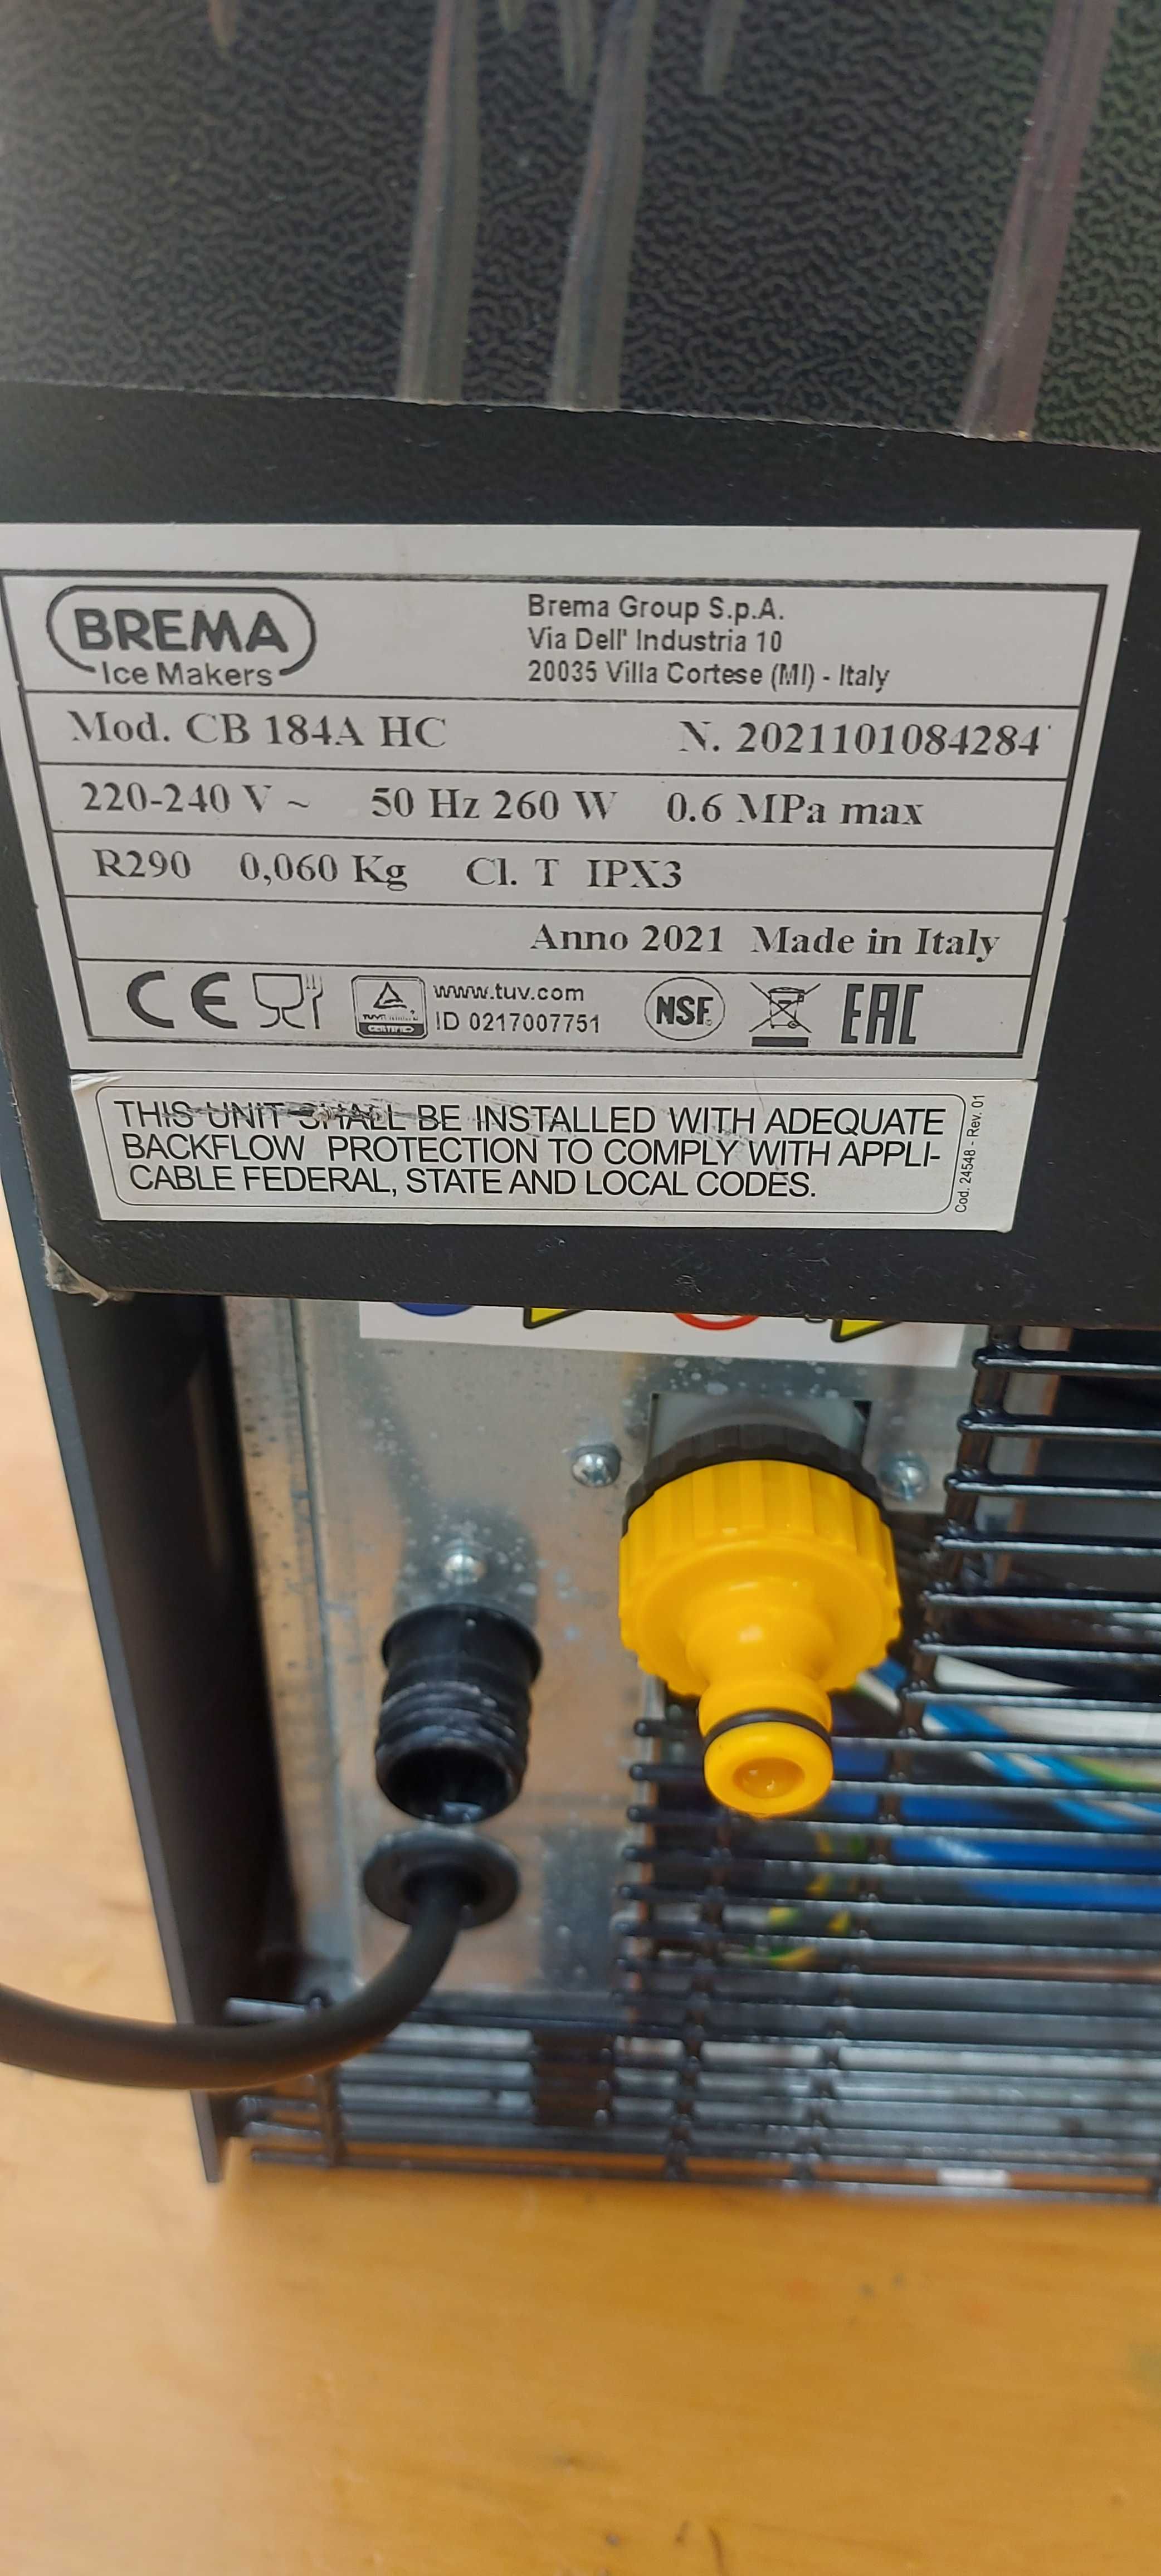 BREMA
Ice Makers
Brema Group S.p.A.
Via Dell' Industria 10
20035 Villa Cortese (MI) - Italy
Mod. CB 184A HC N. 2021101084284
220-240 V ~ 50 Hz 260 W 0.6 MPa max
R290 0,060 Kg Cl. T IPX3
Anno 2021 Made in Italy
CE
www.tuv.com
ID 0217007751
CERTIFIED
NSF
EAC
THIS UNIT SHALL BE INSTALLED WITH ADEQUATE
BACKFLOW PROTECTION TO COMPLY WITH APPLI-
CABLE FEDERAL, STATE AND LOCAL CODES.
Cod. 24548 - Rev. 01